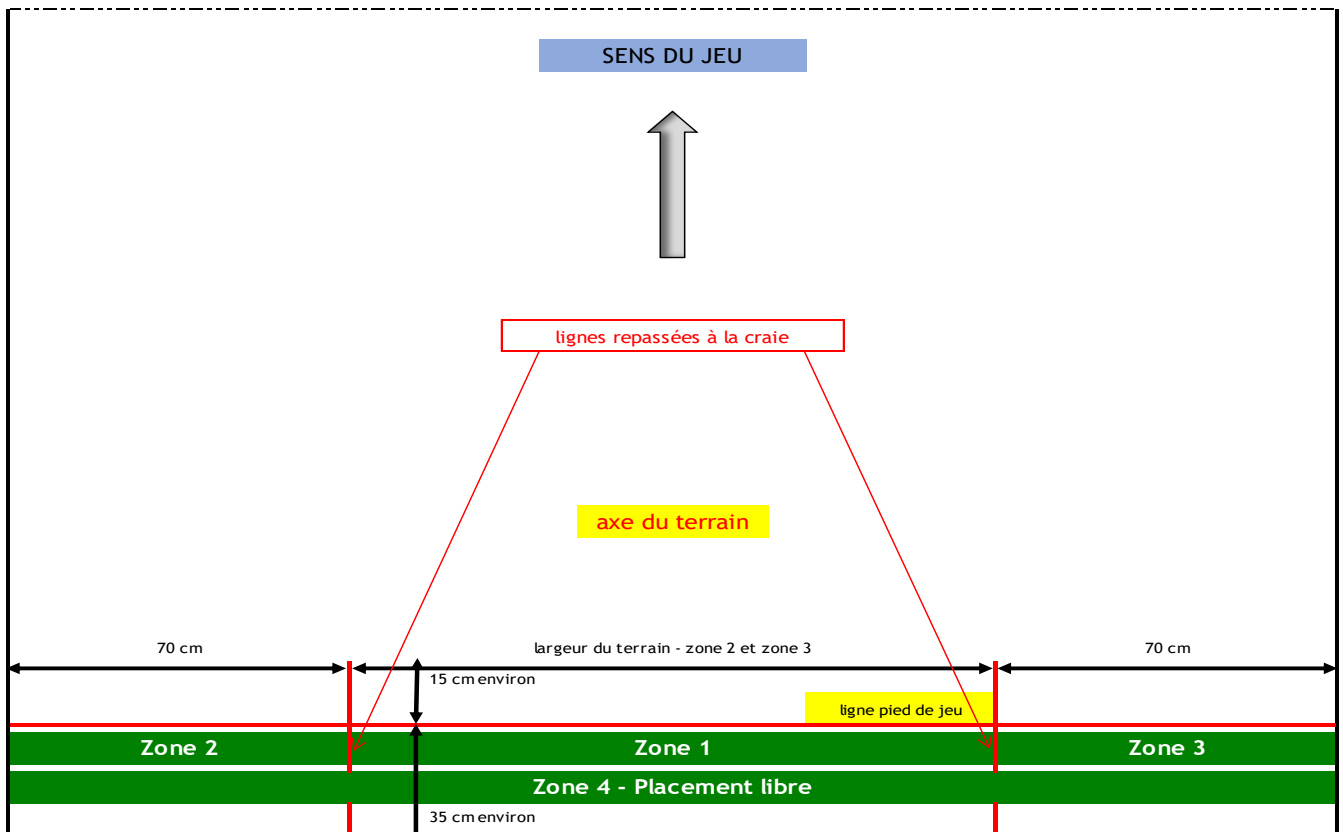 SENS DU JEU
lignes repassées à la craie
axe du terrain
70 cm
largeur du terrain - zone 2 et zone 3
70 cm
15 cm environ
ligne pied de jeu
Zone 2
Zone 1
Zone 3
Zone 4 - Placement libre
35 cm environ